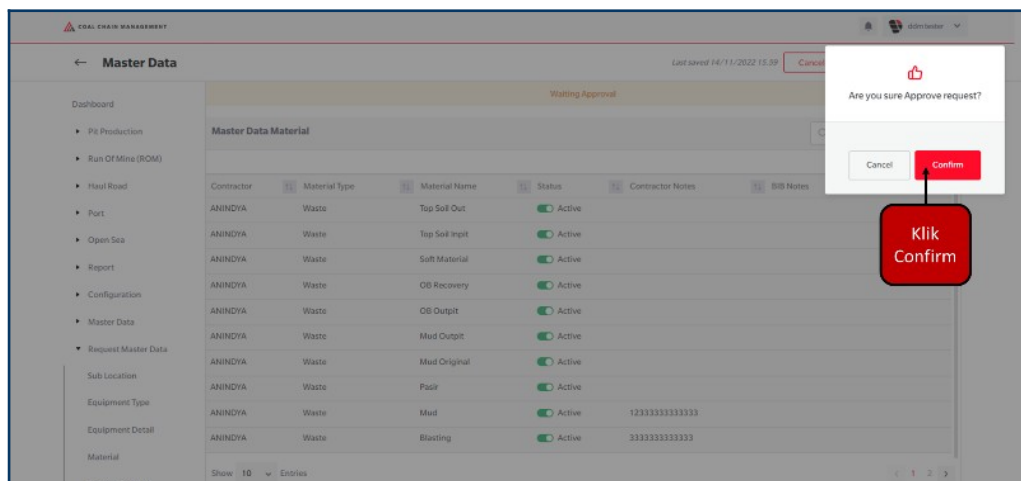 COAL CHAIN MANAGEMENT
ddm tester
← Master Data
Last saved 14/11/2022 15.39
Cancel
Waiting Approval
Are you sure Approve request?
Cancel
Confirm
Klik
Confirm
Dashboard
Pit Production
Run Of Mine (ROM)
Haul Road
Port
Open Sea
Report
Configuration
Master Data
Request Master Data
Sub Location
Equipment Type
Equipment Detail
Material
Master Data Material
Contractor Material Type Material Name Status Contractor Notes BIB Notes
ANINDYA Waste Top Soil Out Active
ANINDYA Waste Top Soil Inpit Active
ANINDYA Waste Soft Material Active
ANINDYA Waste OB Recovery Active
ANINDYA Waste OB Outpit Active
ANINDYA Waste Mud Outpit Active
ANINDYA Waste Mud Original Active
ANINDYA Waste Pasir Active
ANINDYA Waste Mud Active 12333333333333
ANINDYA Waste Blasting Active 3333333333333
Show 10 Entries
< 1 2 >